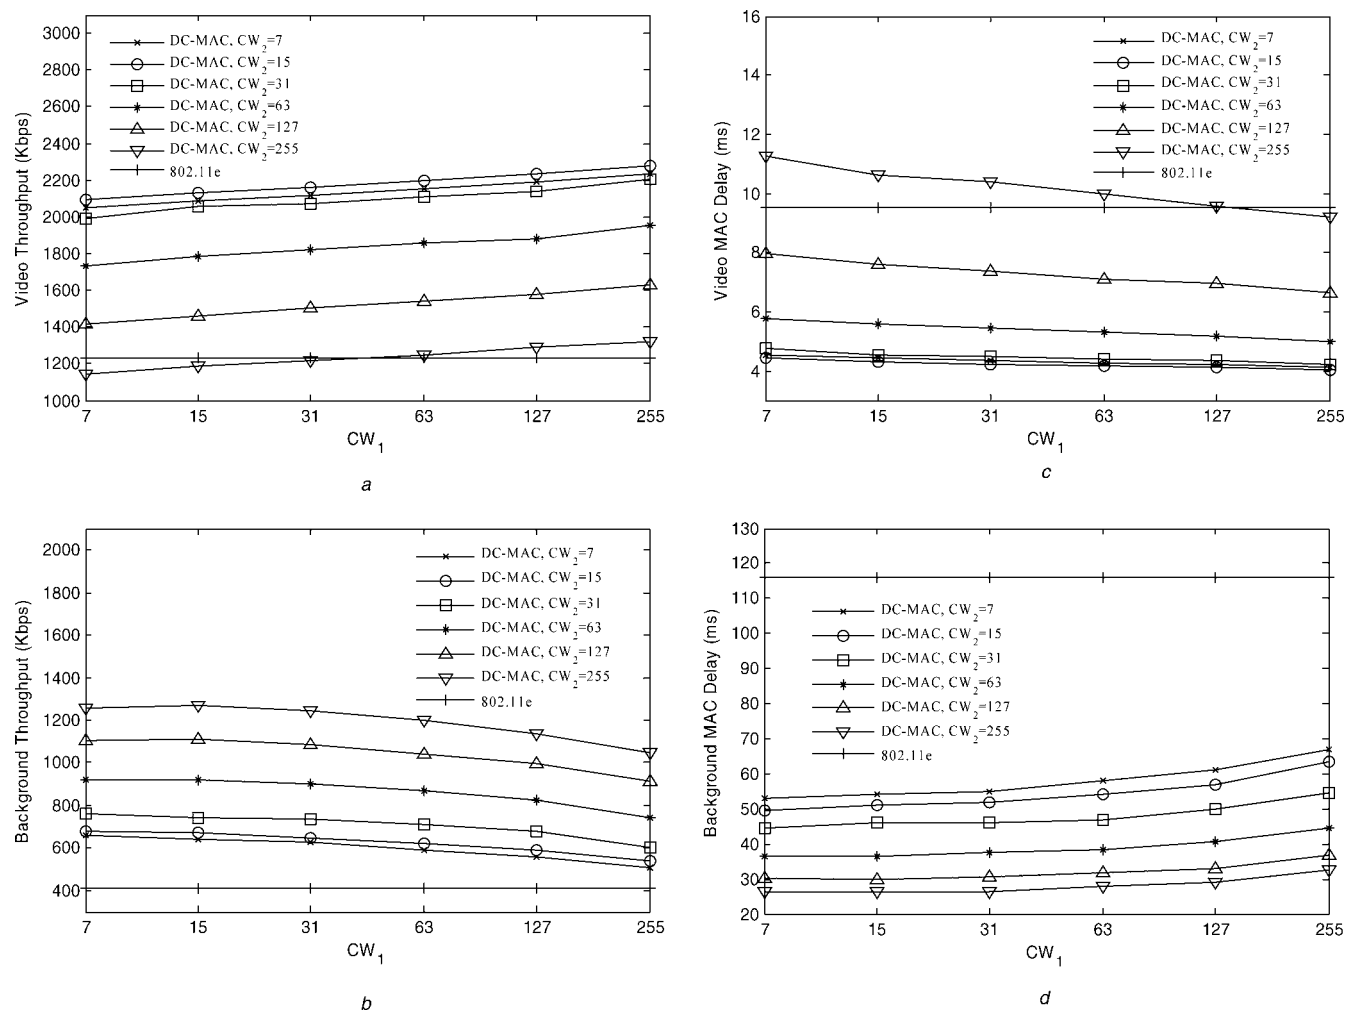 3000
2800
2600
2400
2200
2000
1800
1600
1400
1200
1000
Video Throughput (Kbps)
DC-MAC, CW2=7
DC-MAC, CW2=15
DC-MAC, CW2=31
DC-MAC, CW2=63
DC-MAC, CW2=127
DC-MAC, CW2=255
802.11e
7 15 31 63 127 255
CW1
a
16
14
12
10
8
6
4
Video MAC Delay (ms)
DC-MAC, CW2=7
DC-MAC, CW2=15
DC-MAC, CW2=31
DC-MAC, CW2=63
DC-MAC, CW2=127
DC-MAC, CW2=255
802.11e
7 15 31 63 127 255
CW1
c
2000
1800
1600
1400
1200
1000
800
600
400
Background Throughput (Kbps)
DC-MAC, CW2=7
DC-MAC, CW2=15
DC-MAC, CW2=31
DC-MAC, CW2=63
DC-MAC, CW2=127
DC-MAC, CW2=255
802.11e
7 15 31 63 127 255
CW1
b
130
120
110
100
90
80
70
60
50
40
30
20
Background MAC Delay (ms)
DC-MAC, CW2=7
DC-MAC, CW2=15
DC-MAC, CW2=31
DC-MAC, CW2=63
DC-MAC, CW2=127
DC-MAC, CW2=255
802.11e
7 15 31 63 127 255
CW1
d